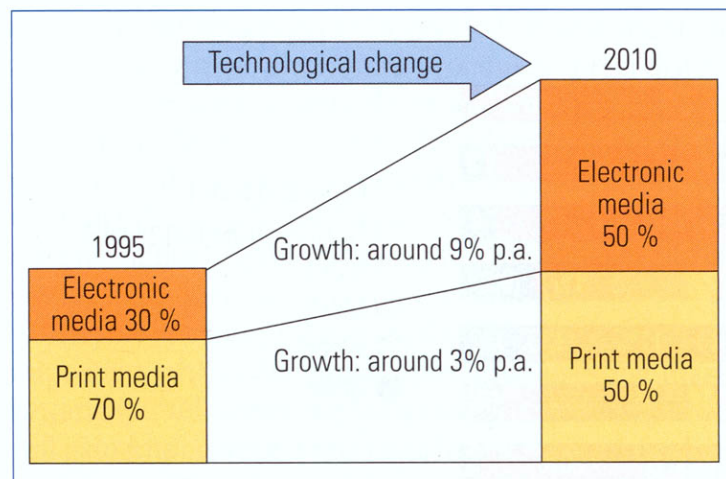 Technological change
2010
Electronic
media
50 %
1995
Growth: around 9% p.a.
Electronic
media 30 %
Print media
70 %
Growth: around 3% p.a.
Print media
50 %